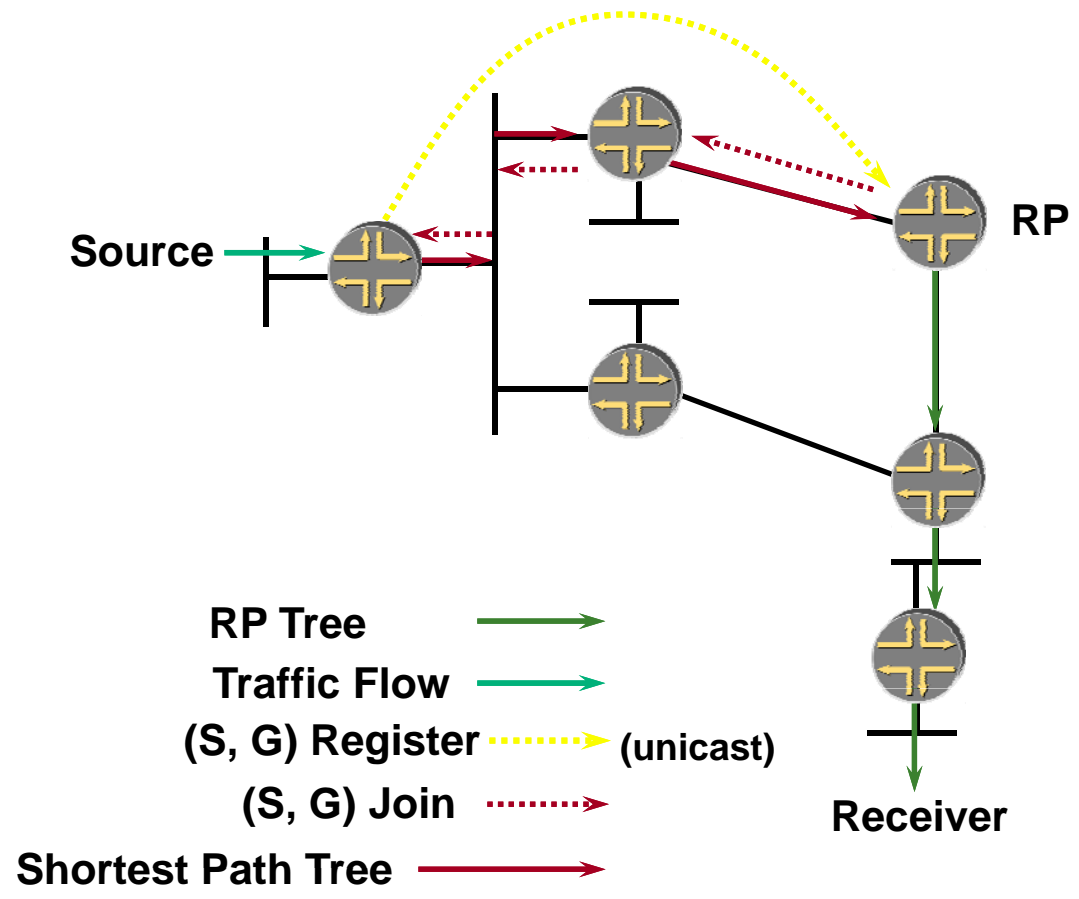 RP
Source
RP Tree
Traffic Flow
(S, G) Register
(unicast)
(S, G) Join
Receiver
Shortest Path Tree